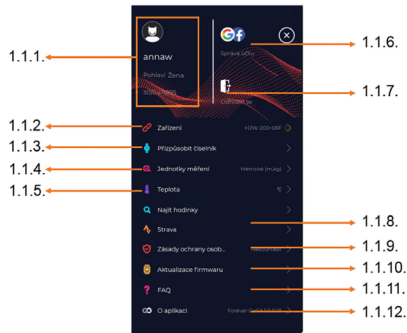 1.1.1.
annaw
Pohlaví Žena
Správa účtu
1.1.6.
Odhlásit se
1.1.7.
1.1.2.
Zařízení
1.1.3.
Přizpůsobit číselník
1.1.4.
Jednotky měření
Metrické (m,kg)
1.1.5.
Teplota
°C
Najít hodinky
Strava
1.1.8.
Zásady ochrany osob..
1.1.9.
Aktualizace firmwaru
1.1.10.
FAQ
1.1.11.
O aplikaci
1.1.12.